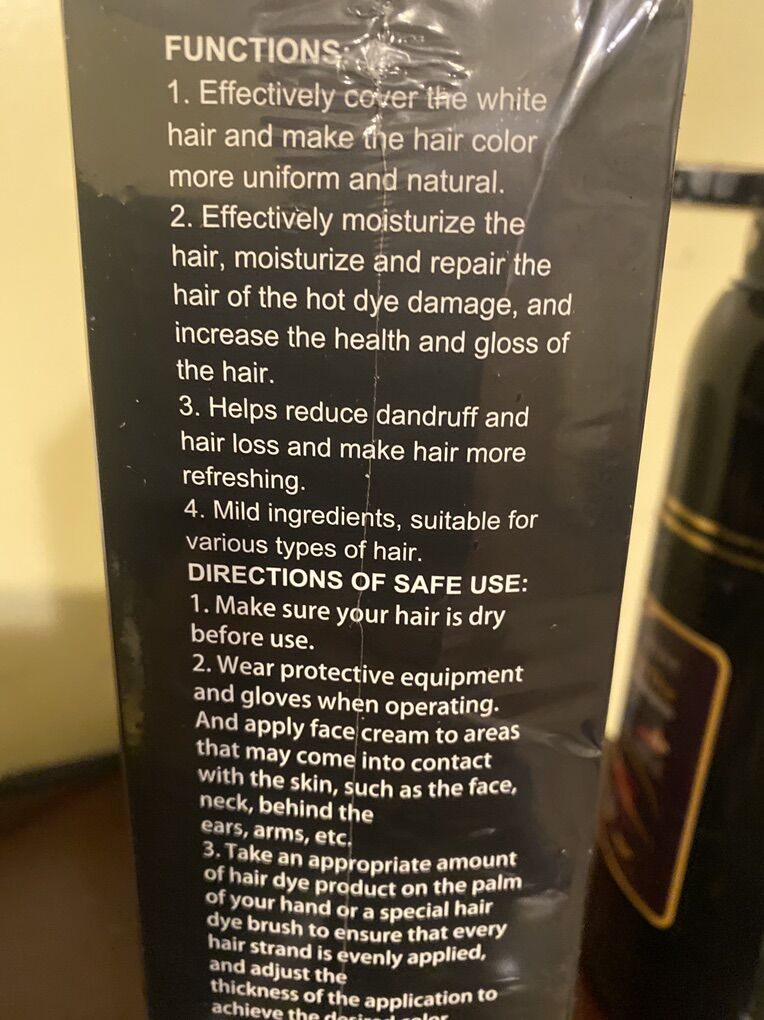 FUNCTIONS:
1. Effectively cover the white
hair and make the hair color
more uniform and natural.
2. Effectively moisturize the
hair, moisturize and repair the
hair of the hot dye damage, and
increase the health and gloss of
the hair.
3. Helps reduce dandruff and
hair loss and make hair more
refreshing.
4. Mild ingredients, suitable for
various types of hair.
DIRECTIONS OF SAFE USE:
1. Make sure your hair is dry
before use.
2. Wear protective equipment
and gloves when operating.
And apply face cream to areas
that may come into contact
with the skin, such as the face,
neck, behind the
ears, arms, etc.
3. Take an appropriate amount
of hair dye product on the palm
of your hand or a special hair
dye brush to ensure that every
hair strand is evenly applied,
and adjust the
thickness of the application to
achieve the desired color